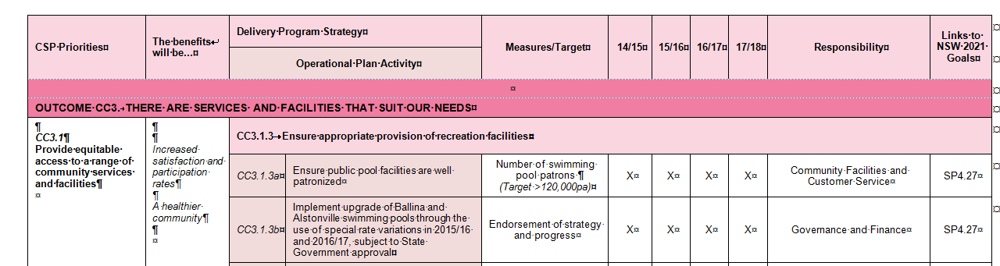 CSP·Priorities¤
The·benefits↵
will·be...¤
Delivery·Program·Strategy¤
Operational·Plan·Activity¤
Measures/Target¤
14/15¤
15/16¤
16/17¤
17/18¤
Responsibility¤
Links·to·
NSW·2021·
Goals¤
¤
¤
¤
OUTCOME·CC3.→THERE·ARE·SERVICES· AND·FACILITIES·THAT·SUIT·OUR·NEEDS¤
¶
CC3.1¶
Provide·equitable·
access·to·a·range·of·
community·services·
and·facilities¶
¤
¶
¶
Increased·
satisfaction·and·
participation·
rates¶
¶
A·healthier·
community¶
¶
¤
CC3.1.3→Ensure·appropriate·provision·of·recreation·facilities¤
CC3.1.3a¤
Ensure·public·pool·facilities·are·well·
patronized¤
Number·of·swimming·
pool·patrons·¶
(Target·>120,000pa)¤
X¤
X¤
X¤
X¤
Community·Facilities·and·
Customer·Service¤
SP4.27¤
CC3.1.3b¤
Implement·upgrade·of·Ballina·and·
Alstonville·swimming·pools·through·the·
use·of·special·rate·variations·in·2015/16·
and·2016/17,·subject·to·State·
Government·approval¤
Endorsement·of·strategy·
and·progress¤
X¤
X¤
X¤
X¤
Governance·and·Finance¤
SP4.27¤